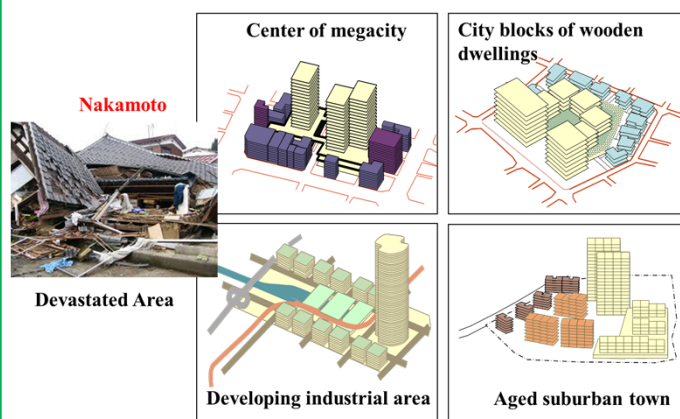 Center of megacity
City blocks of wooden
dwellings
Nakamoto
Devastated Area
Developing industrial area
Aged suburban town